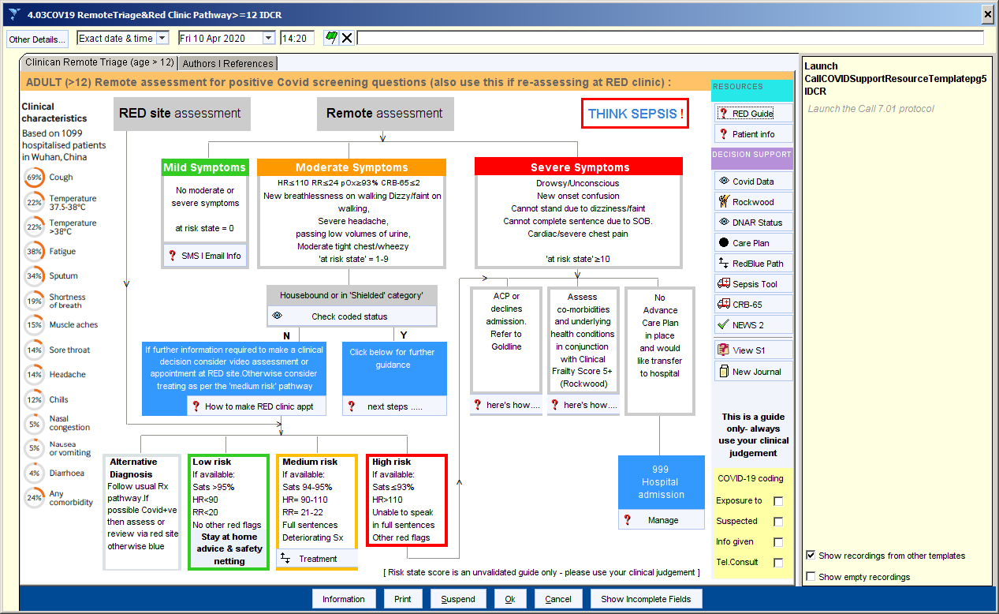 4.03COV19 RemoteTriage&Red Clinic Pathway>=12 IDCR
Other Details...
Exact date & time
Fri 10 Apr 2020
14:20
Clinican Remote Triage (age > 12)
Authors I References
ADULT (>12) Remote assessment for positive Covid screening questions (also use this if re-assessing at RED clinic) :
Clinical
characteristics
Based on 1099
hospitalised patients
in Wuhan, China
69% Cough
22% Temperature
37.5-38°C
22% Temperature
>38°C
38% Fatigue
34% Sputum
19% Shortness
of breath
15% Muscle aches
14% Sore throat
14% Headache
12% Chills
5% Nasal
congestion
5% Nausea
or vomiting
4% Diarrhoea
24% Any
comorbidity
RED site assessment
Remote assessment
THINK SEPSIS !
Mild Symptoms
No moderate or
severe symptoms
at risk state = 0
SMS I Email Info
Moderate Symptoms
HR≤110 RR≤24 pOx≥93% CRB-65≤2
New breathlessness on walking Dizzy/faint on
walking,
Severe headache,
passing low volumes of urine,
Moderate tight chest/wheezy
'at risk state' = 1-9
Severe Symptoms
Drowsy/Unconscious
New onset confusion
Cannot stand due to dizziness/faint
Cannot complete sentence due to SOB.
Cardiac/severe chest pain
'at risk state' ≥10
Housebound or in 'Shielded' category'
Check coded status
N
Y
If further information required to make a clinical
decision consider video assessment or
appointment at RED site.Otherwise consider
treating as per the 'medium risk' pathway
How to make RED clinic appt
Click below for further
guidance
next steps .....
ACP or
declines
admission.
Refer to
Goldline
here's how....
Assess
co-morbidities
and underlying
health conditions
in conjunction
with Clinical
Frailty Score 5+
(Rockwood)
here's how....
No
Advance
Care Plan
in place
and would
like transfer
to hospital
999
Hospital
admission
Manage
Alternative
Diagnosis
Follow usual Rx
pathway.If
possible Covid+ve
then assess or
review via red site
otherwise blue
Low risk
If available:
Sats >95%
HR<90
RR<20
No other red flags
Stay at home
advice & safety
netting
Medium risk
If available:
Sats 94-95%
HR= 90-110
RR= 21-22
Full sentences
Deteriorating Sx
Treatment
High risk
If available:
Sats ≤93%
HR>110
Unable to speak
in full sentences
Other red flags
[ Risk state score is an unvalidated guide only - please use your clinical judgement ]
RESOURCES
RED Guide
Patient info
DECISION SUPPORT
Covid Data
Rockwood
DNAR Status
Care Plan
RedBlue Path
Sepsis Tool
CRB-65
NEWS 2
View S1
New Journal
This is a guide
only- always
use your clinical
judgement
COVID-19 coding
Exposure to
Suspected
Info given
Tel.Consult
Launch
CallCOVIDSupportResourceTemplatepg5
IDCR
Launch the Call 7.01 protocol
Show recordings from other templates
Show empty recordings
Information
Print
Suspend
Ok
Cancel
Show Incomplete Fields